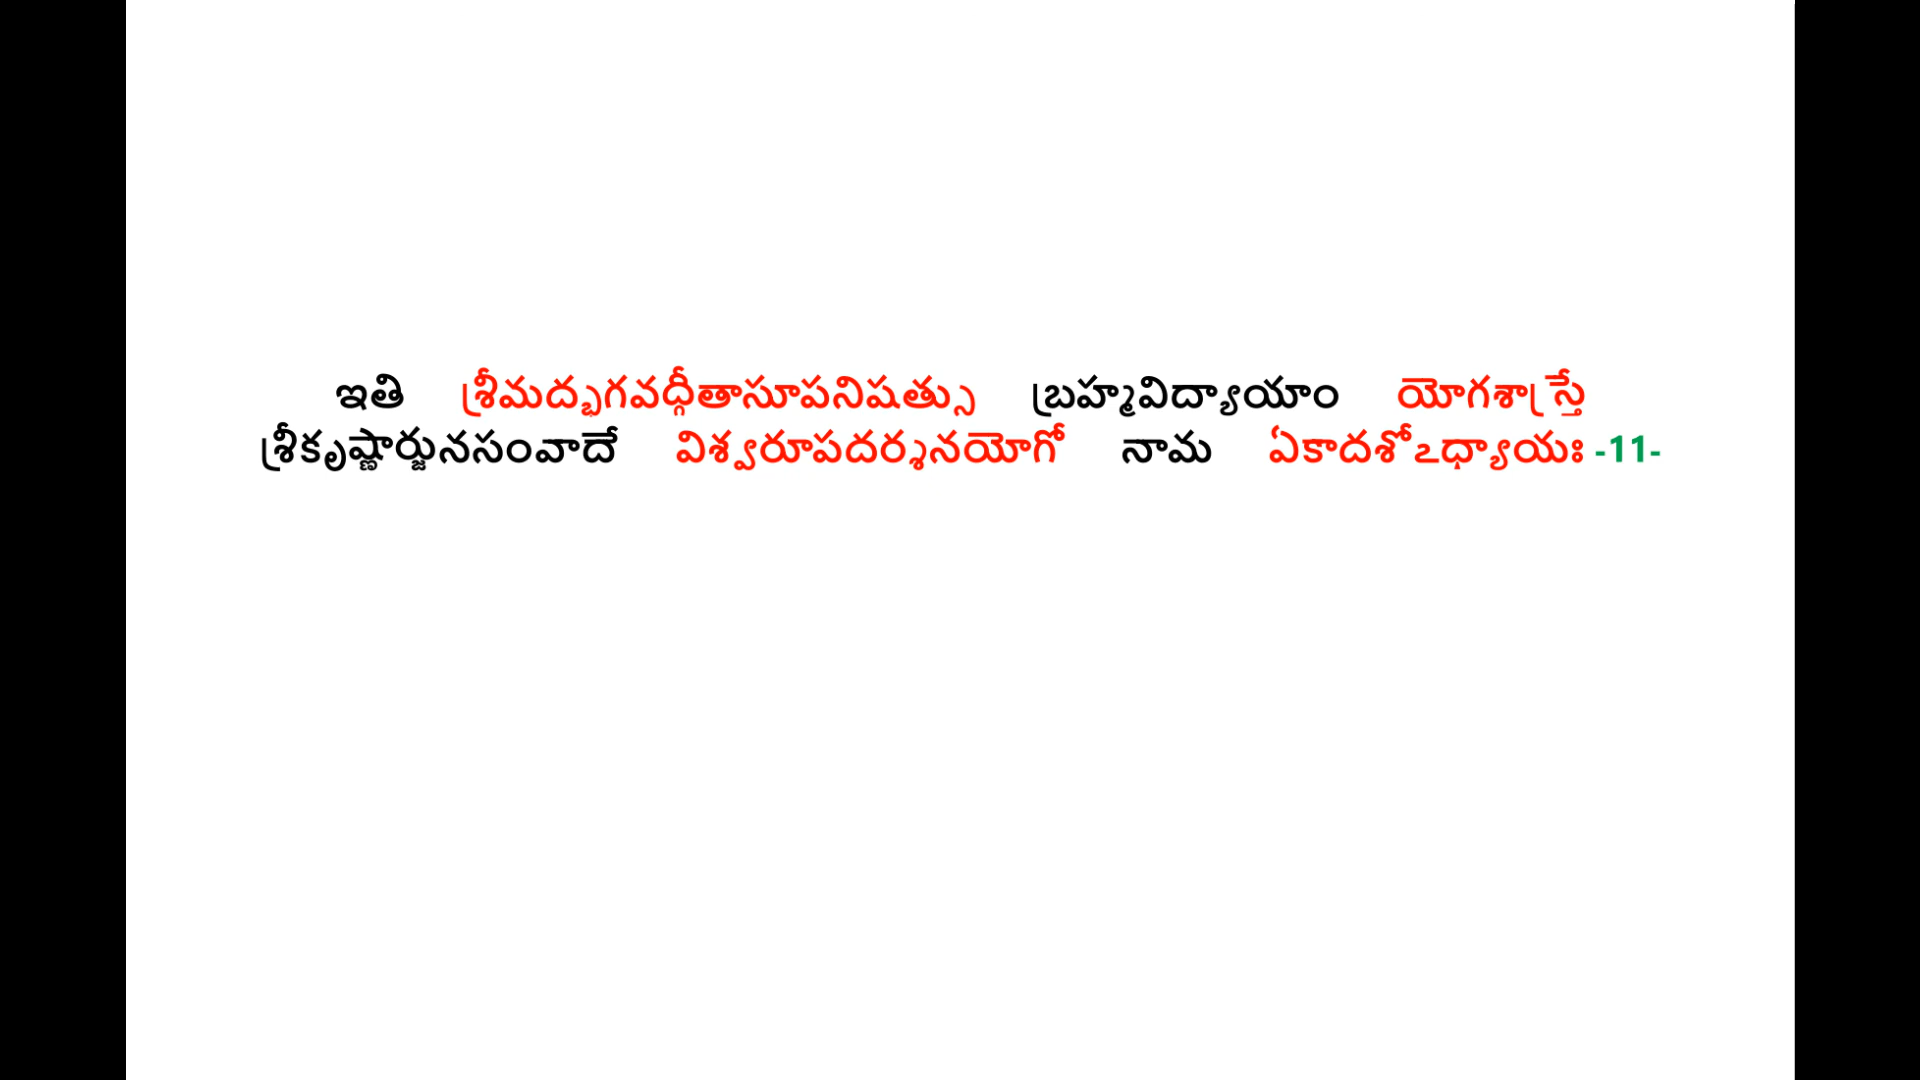 ఇతి శ్రీమద్భగవద్గీతాసూపనిషత్సు బ్రహ్మవిద్యాయాం యోగశాస్త్రే
శ్రీకృష్ణార్జునసంవాదే విశ్వరూపదర్శనయోగో నామ ఏకాదశోఽధ్యాయః -11-